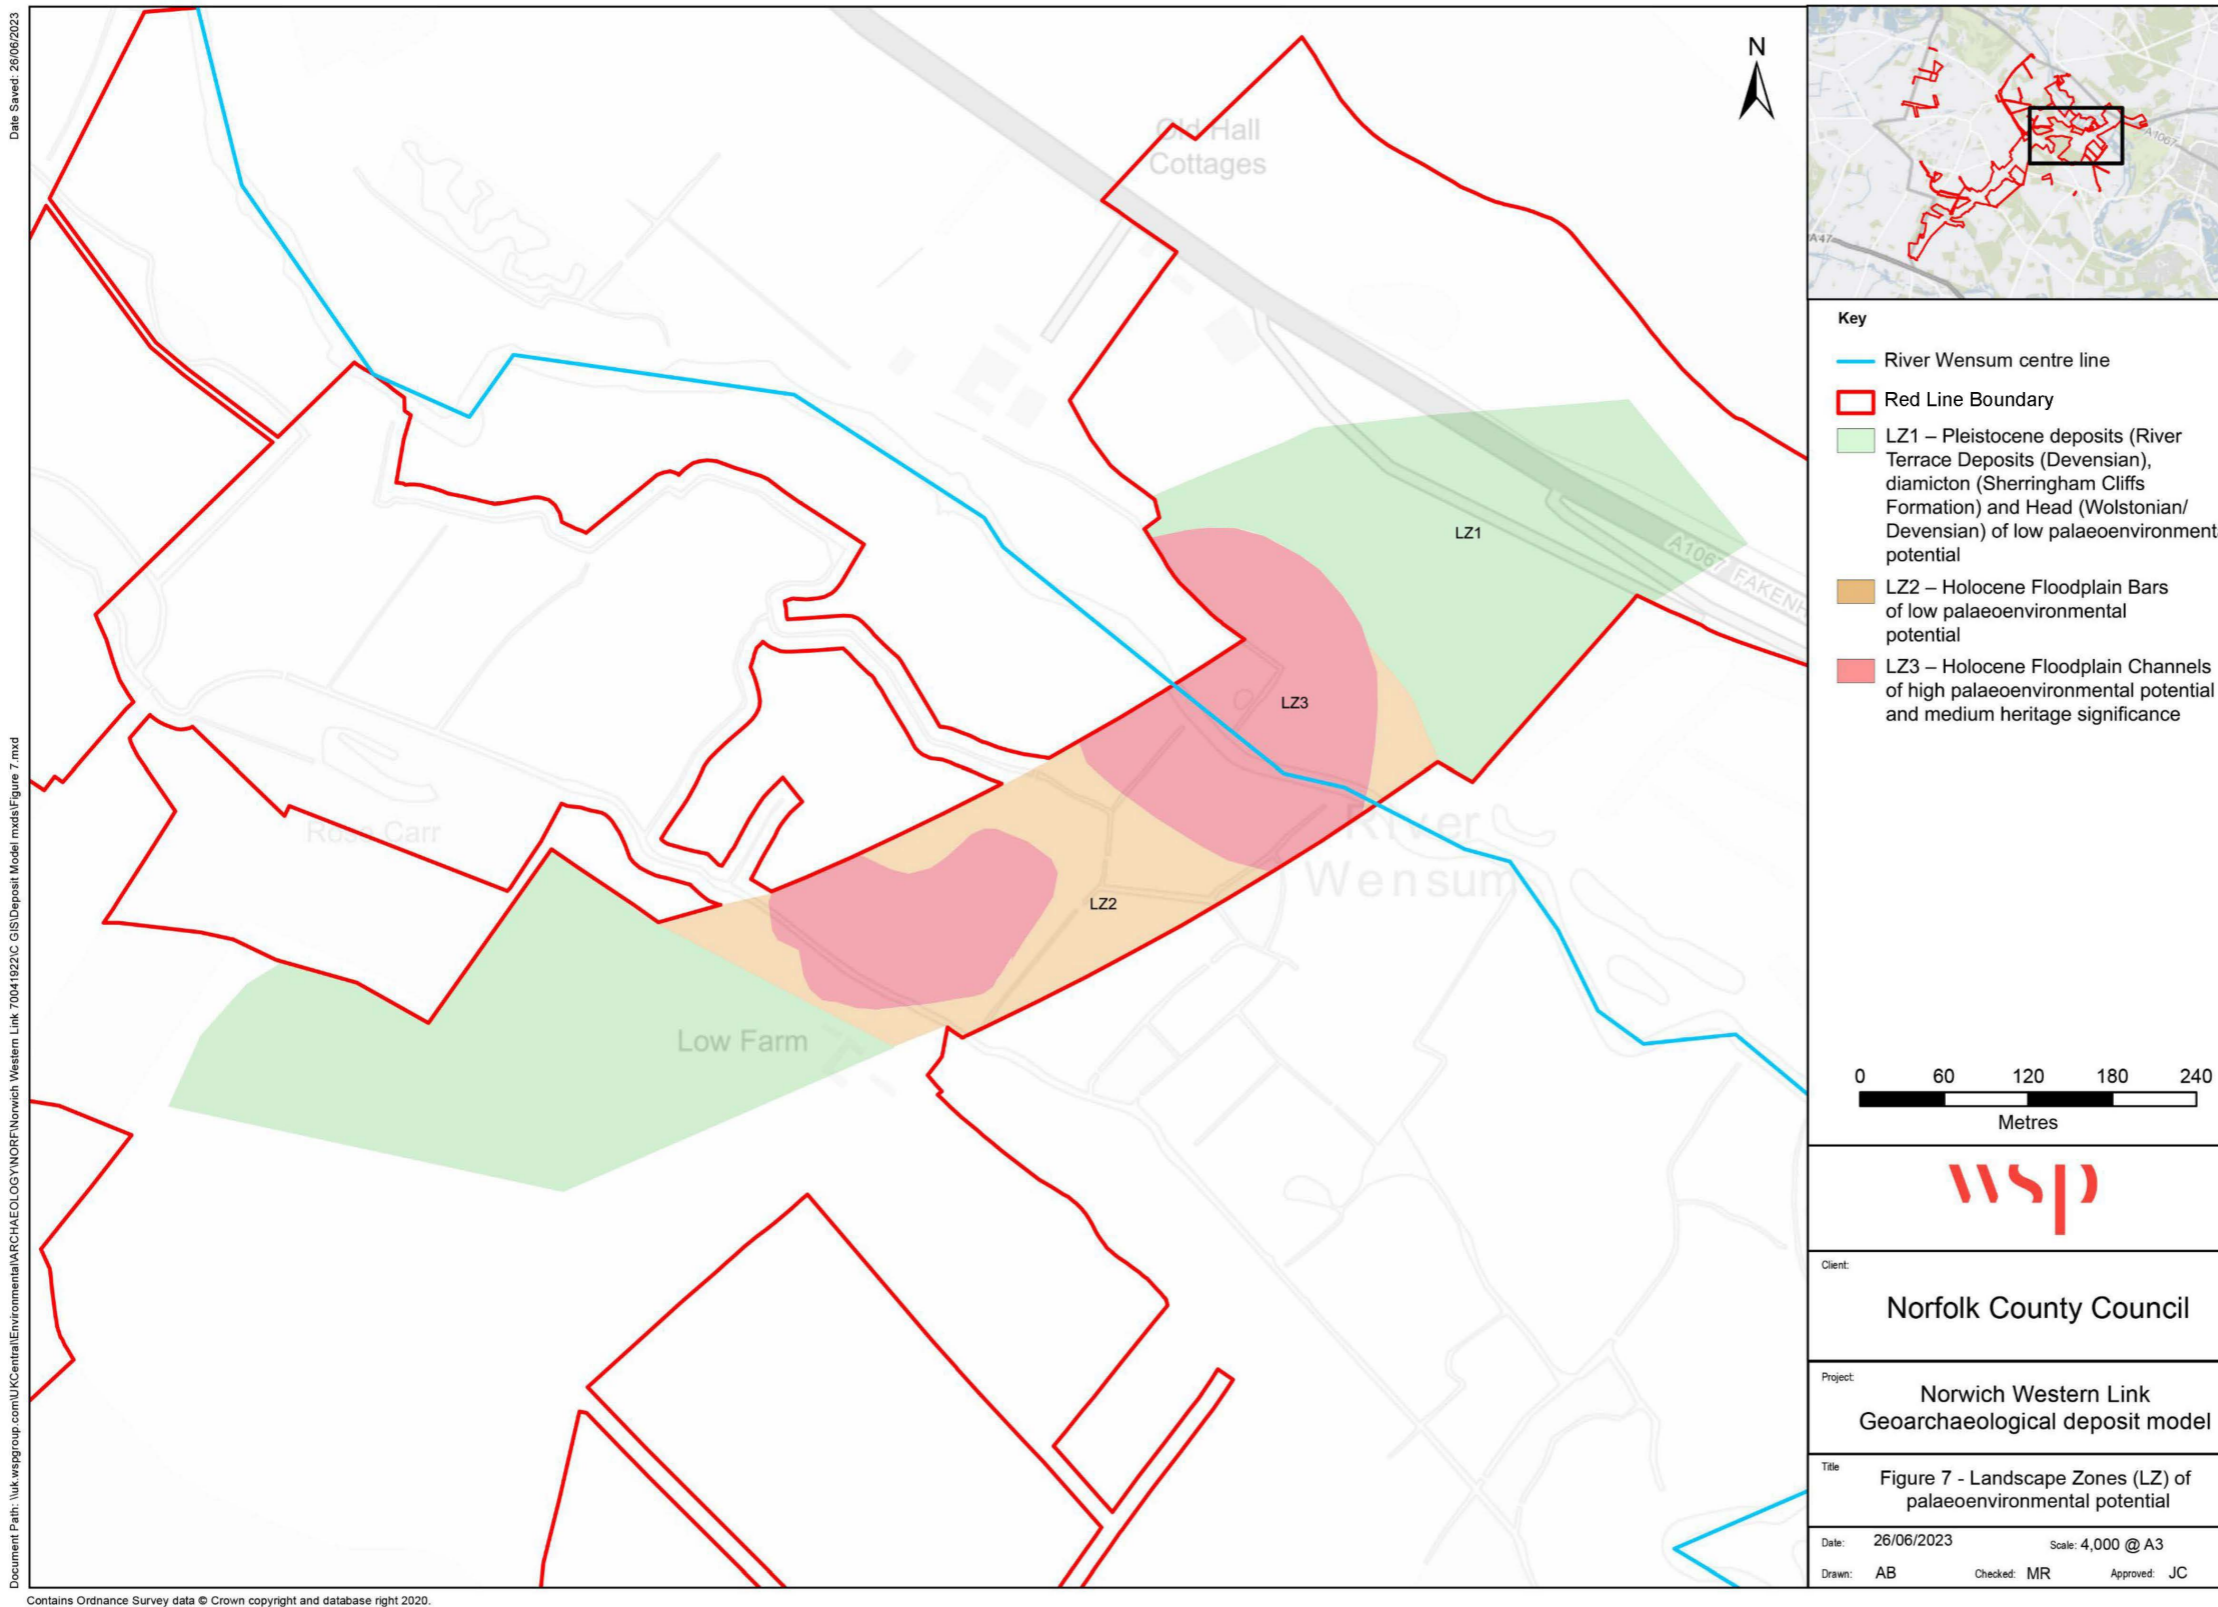 Date Saved: 26/06/2023
Document Path: \\uk.wspgroup.com\UKCentral\Environmental\ARCHAEOLOGY\NORF\Norwich Western Link 70041922\C GIS\Deposit Model mxds\Figure 7.mxd
N
Old Hall
Cottages
LZ1
A1067 FAKENH
LZ3
River
Wensum
Rose Carr
LZ2
Low Farm
A1067
A47
Key
River Wensum centre line
Red Line Boundary
LZ1 – Pleistocene deposits (River
Terrace Deposits (Devensian),
diamicton (Sherringham Cliffs
Formation) and Head (Wolstonian/
Devensian) of low palaeoenvironmenta
potential
LZ2 – Holocene Floodplain Bars
of low palaeoenvironmental
potential
LZ3 – Holocene Floodplain Channels
of high palaeoenvironmental potential
and medium heritage significance
0 60 120 180 240
Metres
wsp
Client:
Norfolk County Council
Project:
Norwich Western Link
Geoarchaeological deposit model
Title
Figure 7 - Landscape Zones (LZ) of
palaeoenvironmental potential
Date: 26/06/2023 Scale: 4,000 @ A3
Drawn: AB Checked: MR Approved: JC
Contains Ordnance Survey data © Crown copyright and database right 2020.